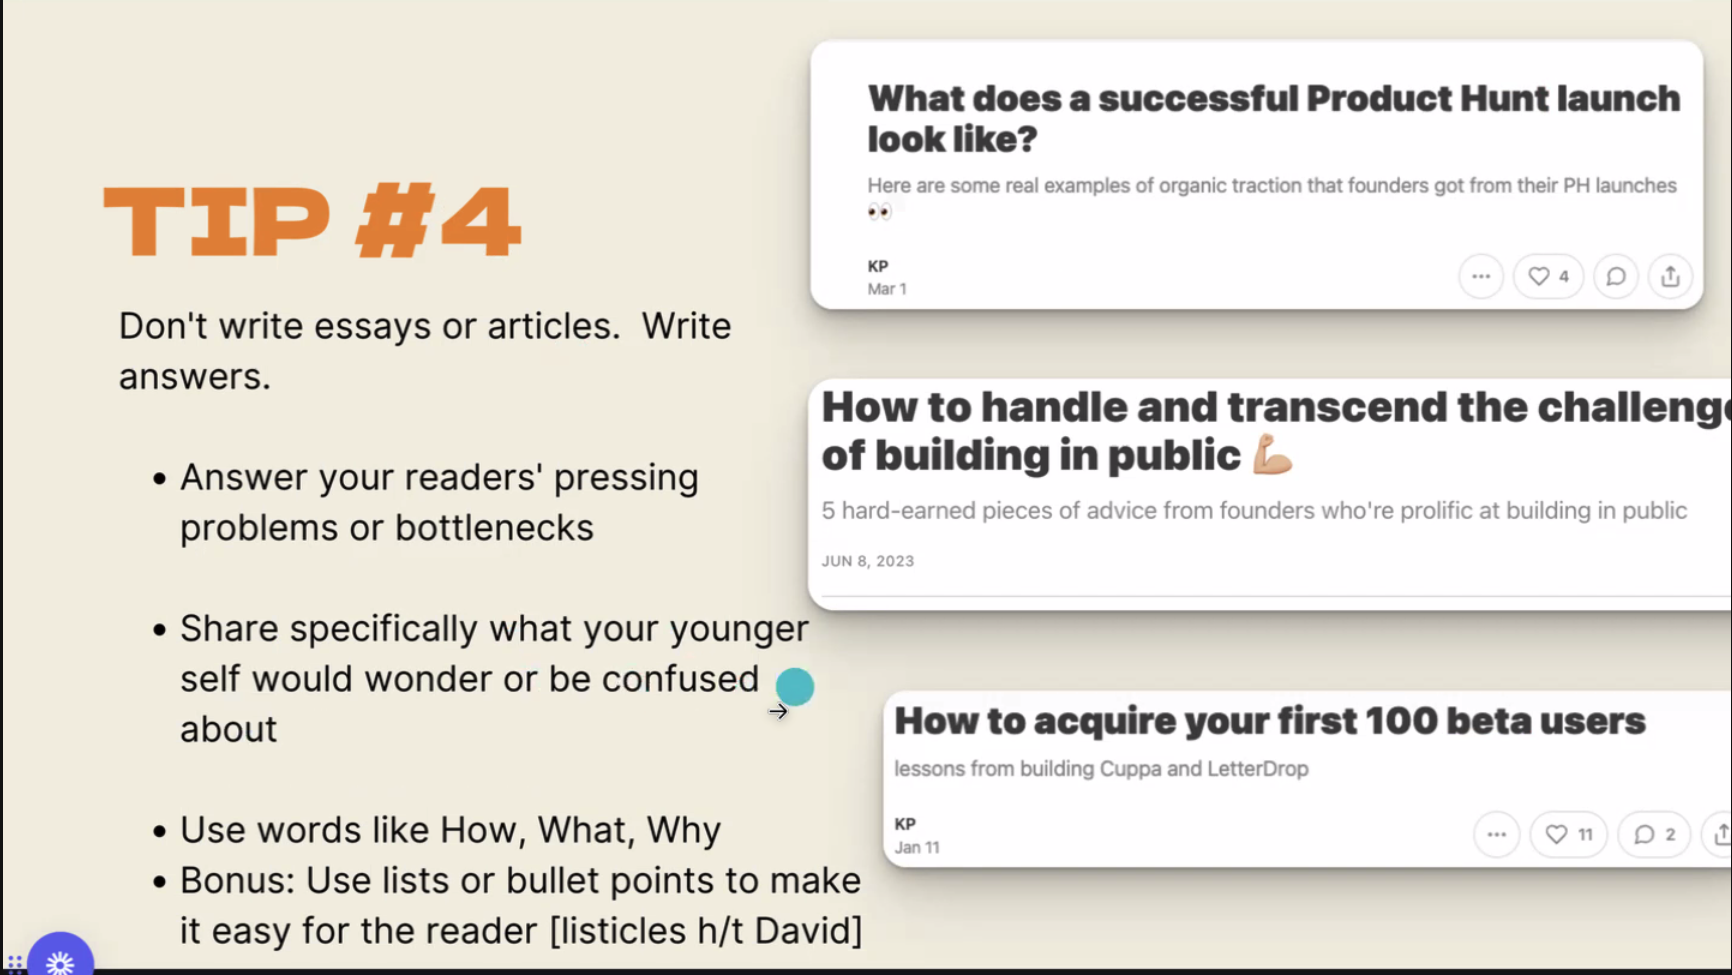 TIP #4
Don't write essays or articles.  Write
answers.
• Answer your readers' pressing
problems or bottlenecks
• Share specifically what your younger
self would wonder or be confused
about
• Use words like How, What, Why
• Bonus: Use lists or bullet points to make
it easy for the reader [listicles h/t David]
What does a successful Product Hunt launch
look like?
Here are some real examples of organic traction that founders got from their PH launches
👀
KP
Mar 1
4
How to handle and transcend the
of building in public 💪🏼
5 hard-earned pieces of advice from founders who're prolific at building in public
JUN 8, 2023
How to acquire your first 100 beta users
lessons from building Cuppa and LetterDrop
KP
Jan 11
11
2